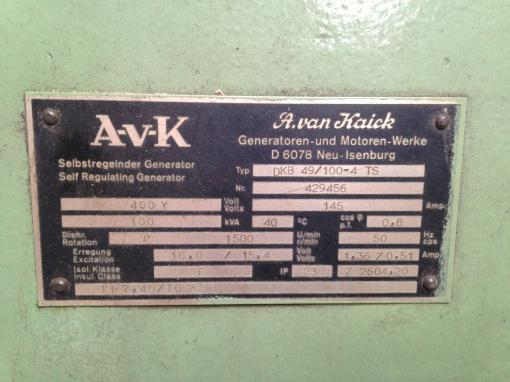 A-v-K
A.van Kaick
Generatoren- und Motoren-Werke
D 6078 Neu-Isenburg
Selbstregelnder Generator
Self Regulating Generator
Typ DKB 49/100-4 TS
Nr. 429456
400 Y Volt Volts 145 Amp.
100 kVA 40 °C cos φ p.f. 0,8
Drehr. Rotation 1500 U/min r/min 50 Hz cps
Erregung Excitation 16,0 / 15,4 Volt Volts 1,36 / 0,51 Amp.
Isol.Klasse Insul.Class F IP 23 / 2604,20